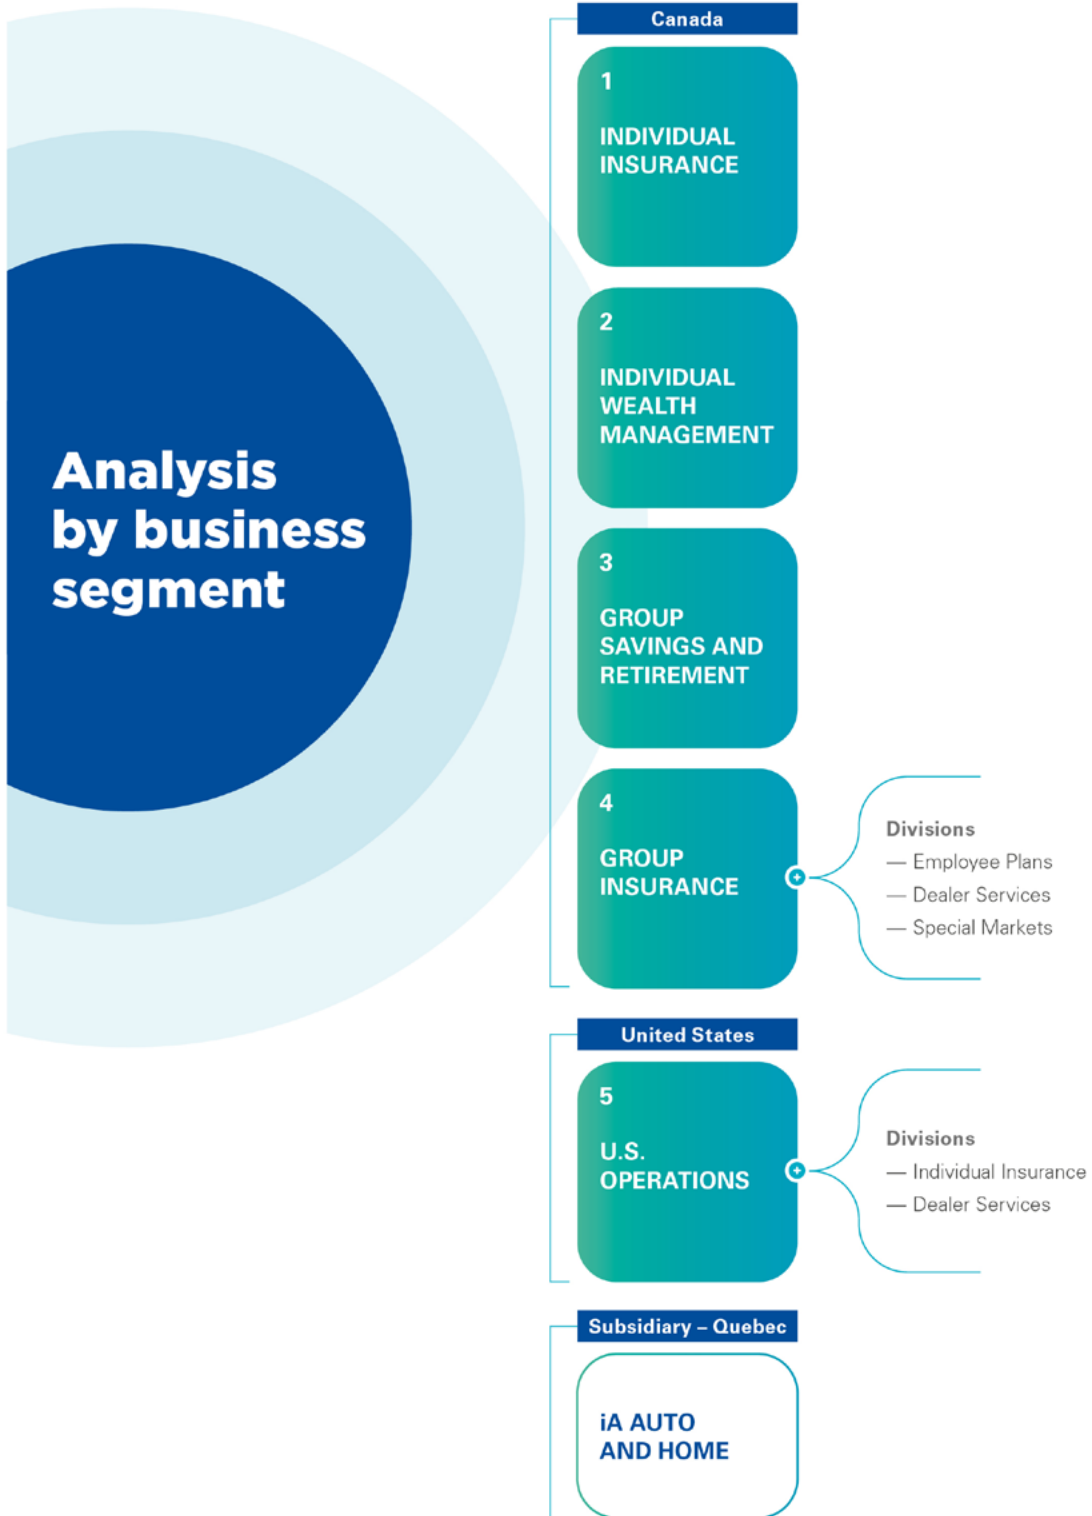 Analysis
by business
segment
Canada
1
INDIVIDUAL
INSURANCE
2
INDIVIDUAL
WEALTH
MANAGEMENT
3
GROUP
SAVINGS AND
RETIREMENT
4
GROUP
INSURANCE
Divisions
— Employee Plans
— Dealer Services
— Special Markets
United States
5
U.S.
OPERATIONS
Divisions
— Individual Insurance
— Dealer Services
Subsidiary – Quebec
iA AUTO
AND HOME